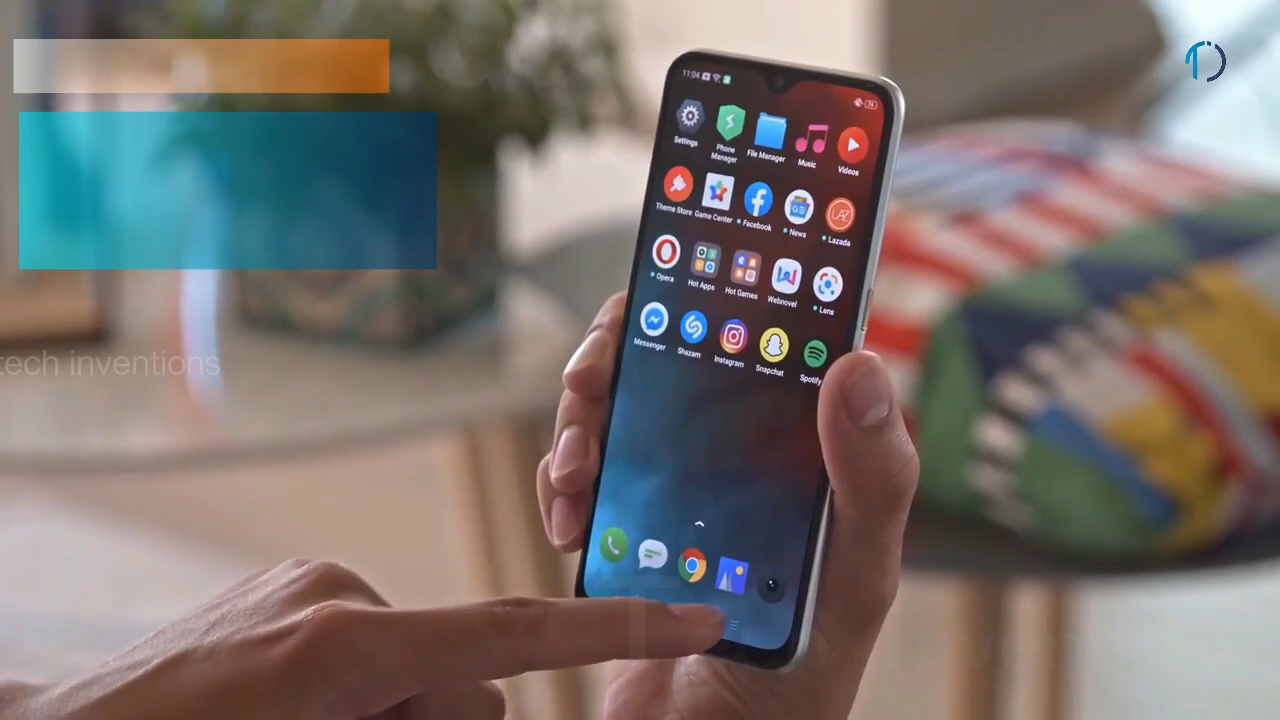 11:04
74
Settings
Phone Manager
File Manager
Music
Videos
Theme Store
Game Center
Facebook
News
Lazada
Opera
Hot Apps
Hot Games
Webnovel
Lens
Messenger
Shazam
Instagram
Snapchat
Spotify
tech inventions